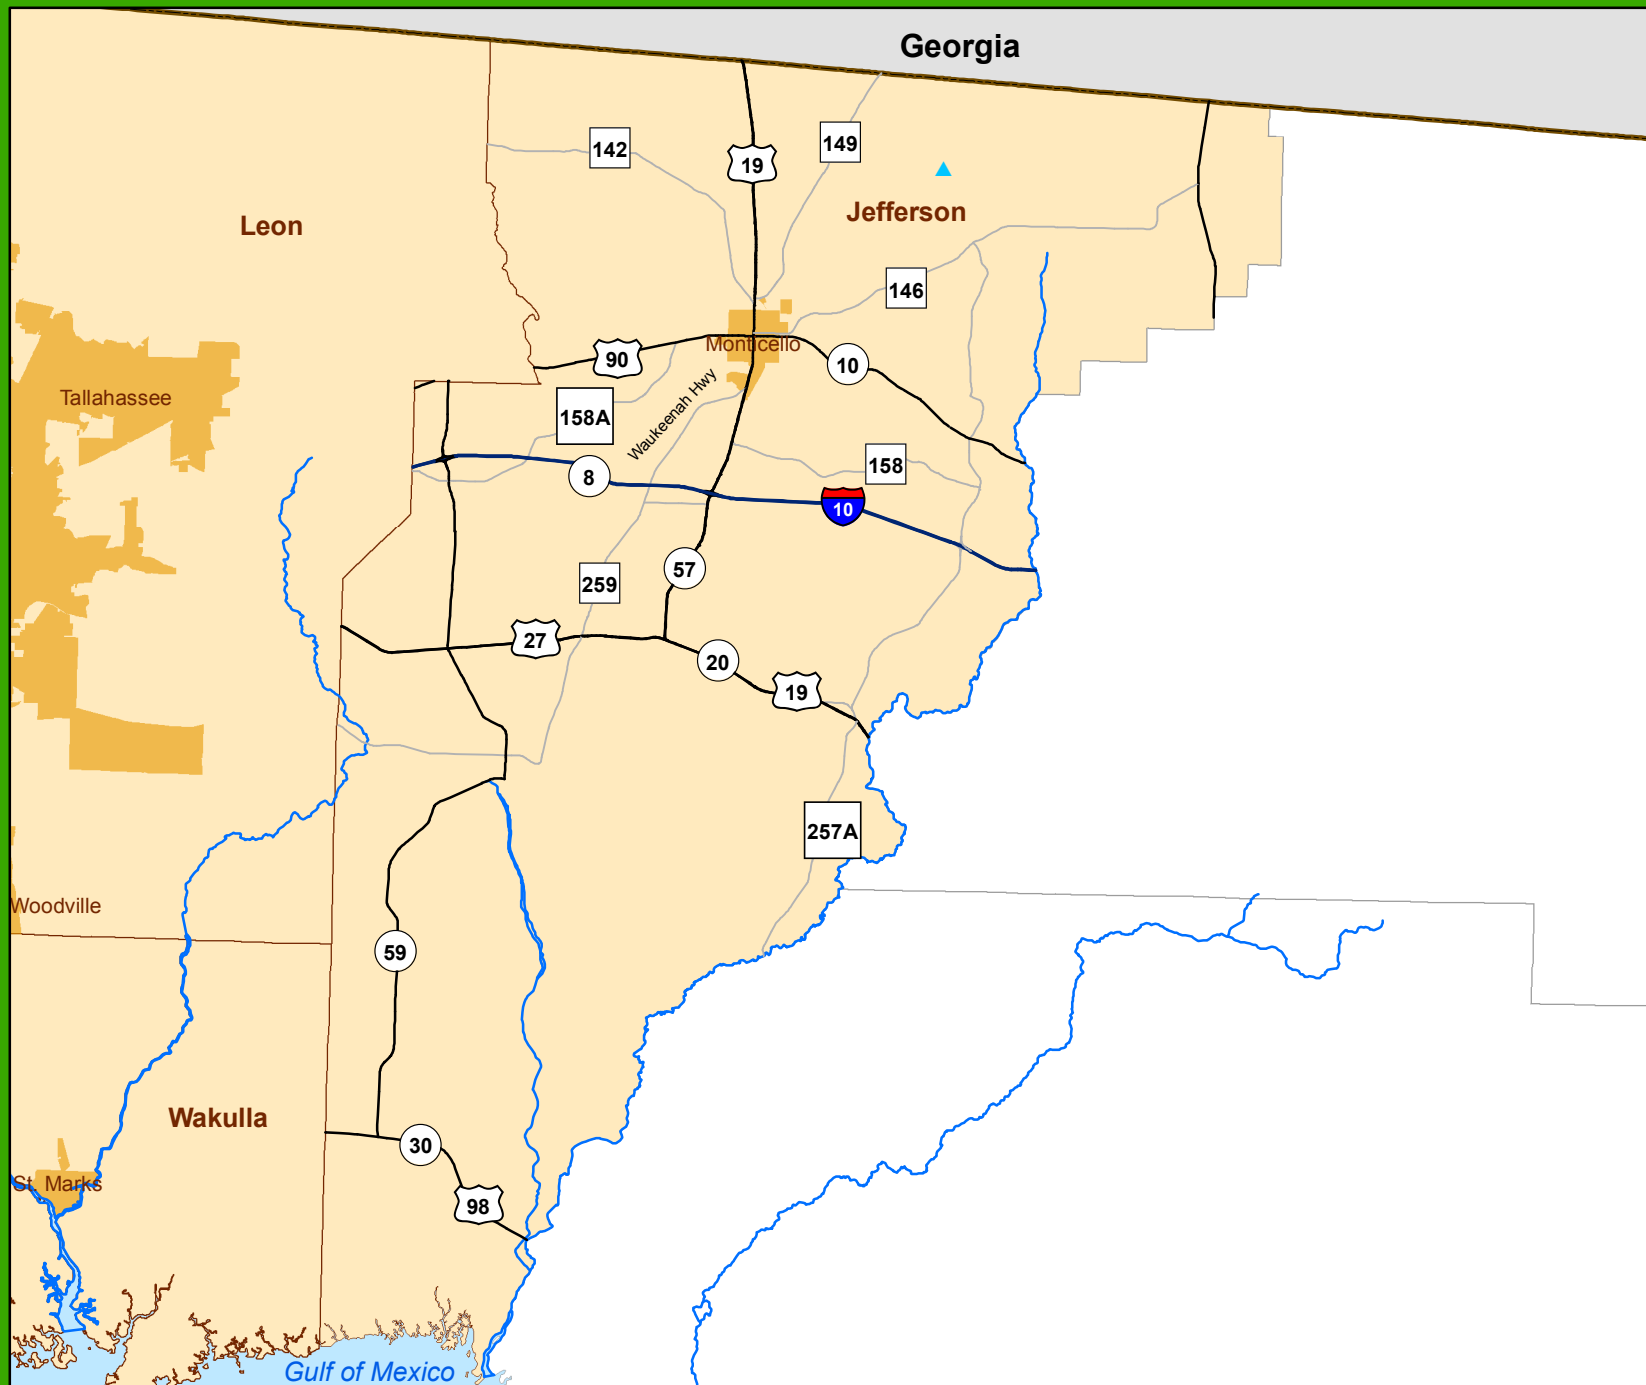 Georgia
142
19
149
Leon
Jefferson
146
90
Monticello
10
Tallahassee
158A
Waukeenah Hwy
158
8
10
259
57
27
20
19
257A
Woodville
59
Wakulla
30
St. Marks
98
Gulf of Mexico